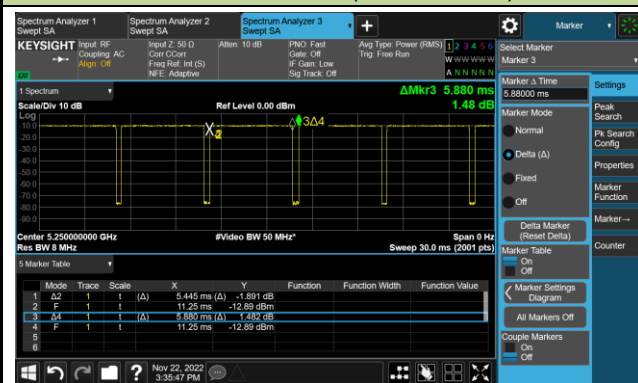 Spectrum Analyzer 1
Swept SA
Spectrum Analyzer 2
Swept SA
Spectrum Analyzer 3
Swept SA
+
Marker
KEYSIGHT
Input: RF
Coupling: AC
Align: Off
Input Z: 50 Ω
Corr CCorr
Freq Ref: Int (S)
NFE: Adaptive
Atten: 10 dB
PNO: Fast
Gate: Off
IF Gain: Low
Sig Track: Off
Avg Type: Power (RMS)
Trig: Free Run
1 2 3 4 5 6
W W W W W W
A N N N N N
Select Marker
Marker 3
1 Spectrum
ΔMkr3 5.880 ms
1.48 dB
Scale/Div 10 dB
Ref Level 0.00 dBm
Log
-10.0
-20.0
-30.0
-40.0
-50.0
-60.0
-70.0
-80.0
-90.0
3Δ4
Center 5.250000000 GHz
Res BW 8 MHz
#Video BW 50 MHz*
Span 0 Hz
Sweep 30.0 ms (2001 pts)
5 Marker Table
Mode Trace Scale X Y Function Function Width Function Value
1 Δ2 1 t (Δ) 5.445 ms (Δ) -1.891 dB
2 F 1 t 11.25 ms -12.89 dBm
3 Δ4 1 t (Δ) 5.880 ms (Δ) 1.482 dB
4 F 1 t 11.25 ms -12.89 dBm
5
6
Marker Δ Time
5.88000 ms
Marker Mode
Normal
Delta (Δ)
Fixed
Off
Delta Marker
(Reset Delta)
Marker Table
On
Off
Marker Settings
Diagram
All Markers Off
Couple Markers
On
Off
Settings
Peak
Search
Pk Search
Config
Properties
Marker
Function
Marker→
Counter
?
Nov 22, 2022
3:35:47 PM